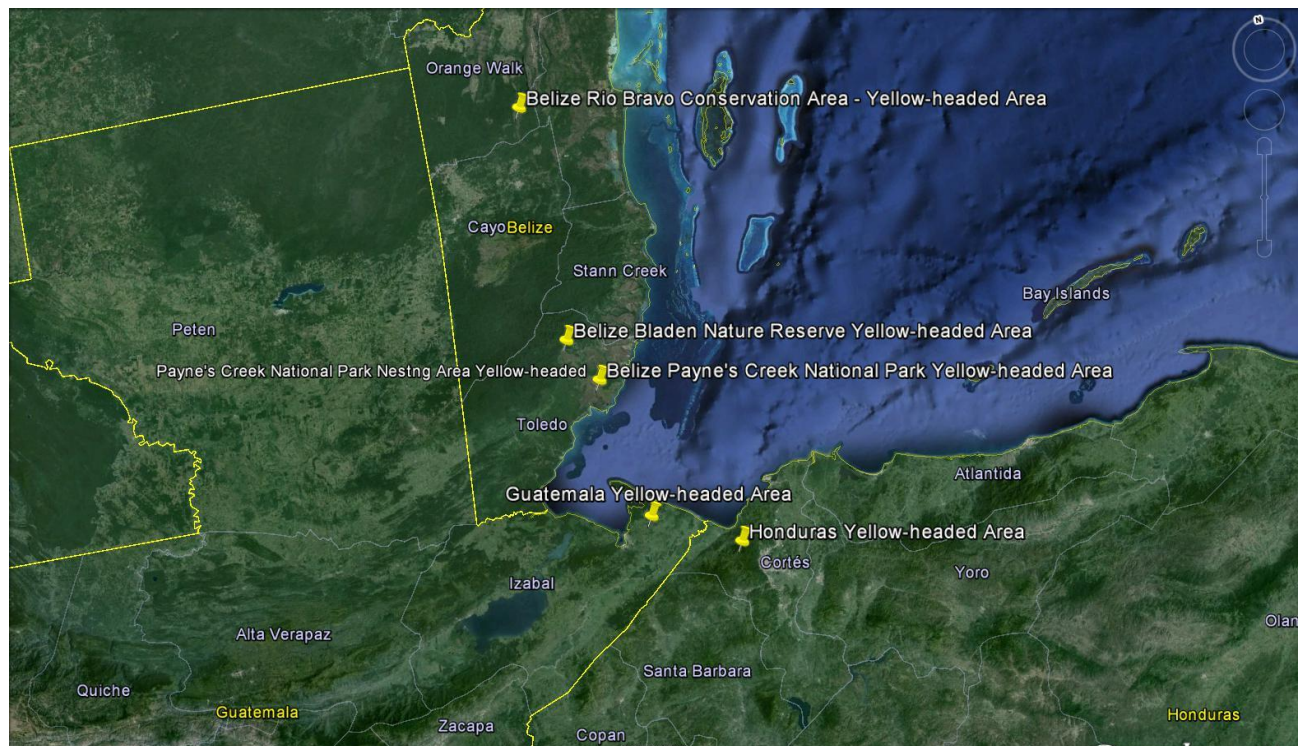 N
Orange Walk
Belize Rio Bravo Conservation Area - Yellow-headed Area
Cayo Belize
Stann Creek
Bay Islands
Peten
Belize Bladen Nature Reserve Yellow-headed Area
Payne's Creek National Park Nestng Area Yellow-headed
Belize Payne's Creek National Park Yellow-headed Area
Toledo
Atlantida
Guatemala Yellow-headed Area
Honduras Yellow-headed Area
Cortés
Yoro
Izabal
Olan
Alta Verapaz
Santa Barbara
Quiche
Guatemala
Honduras
Zacapa
Copan